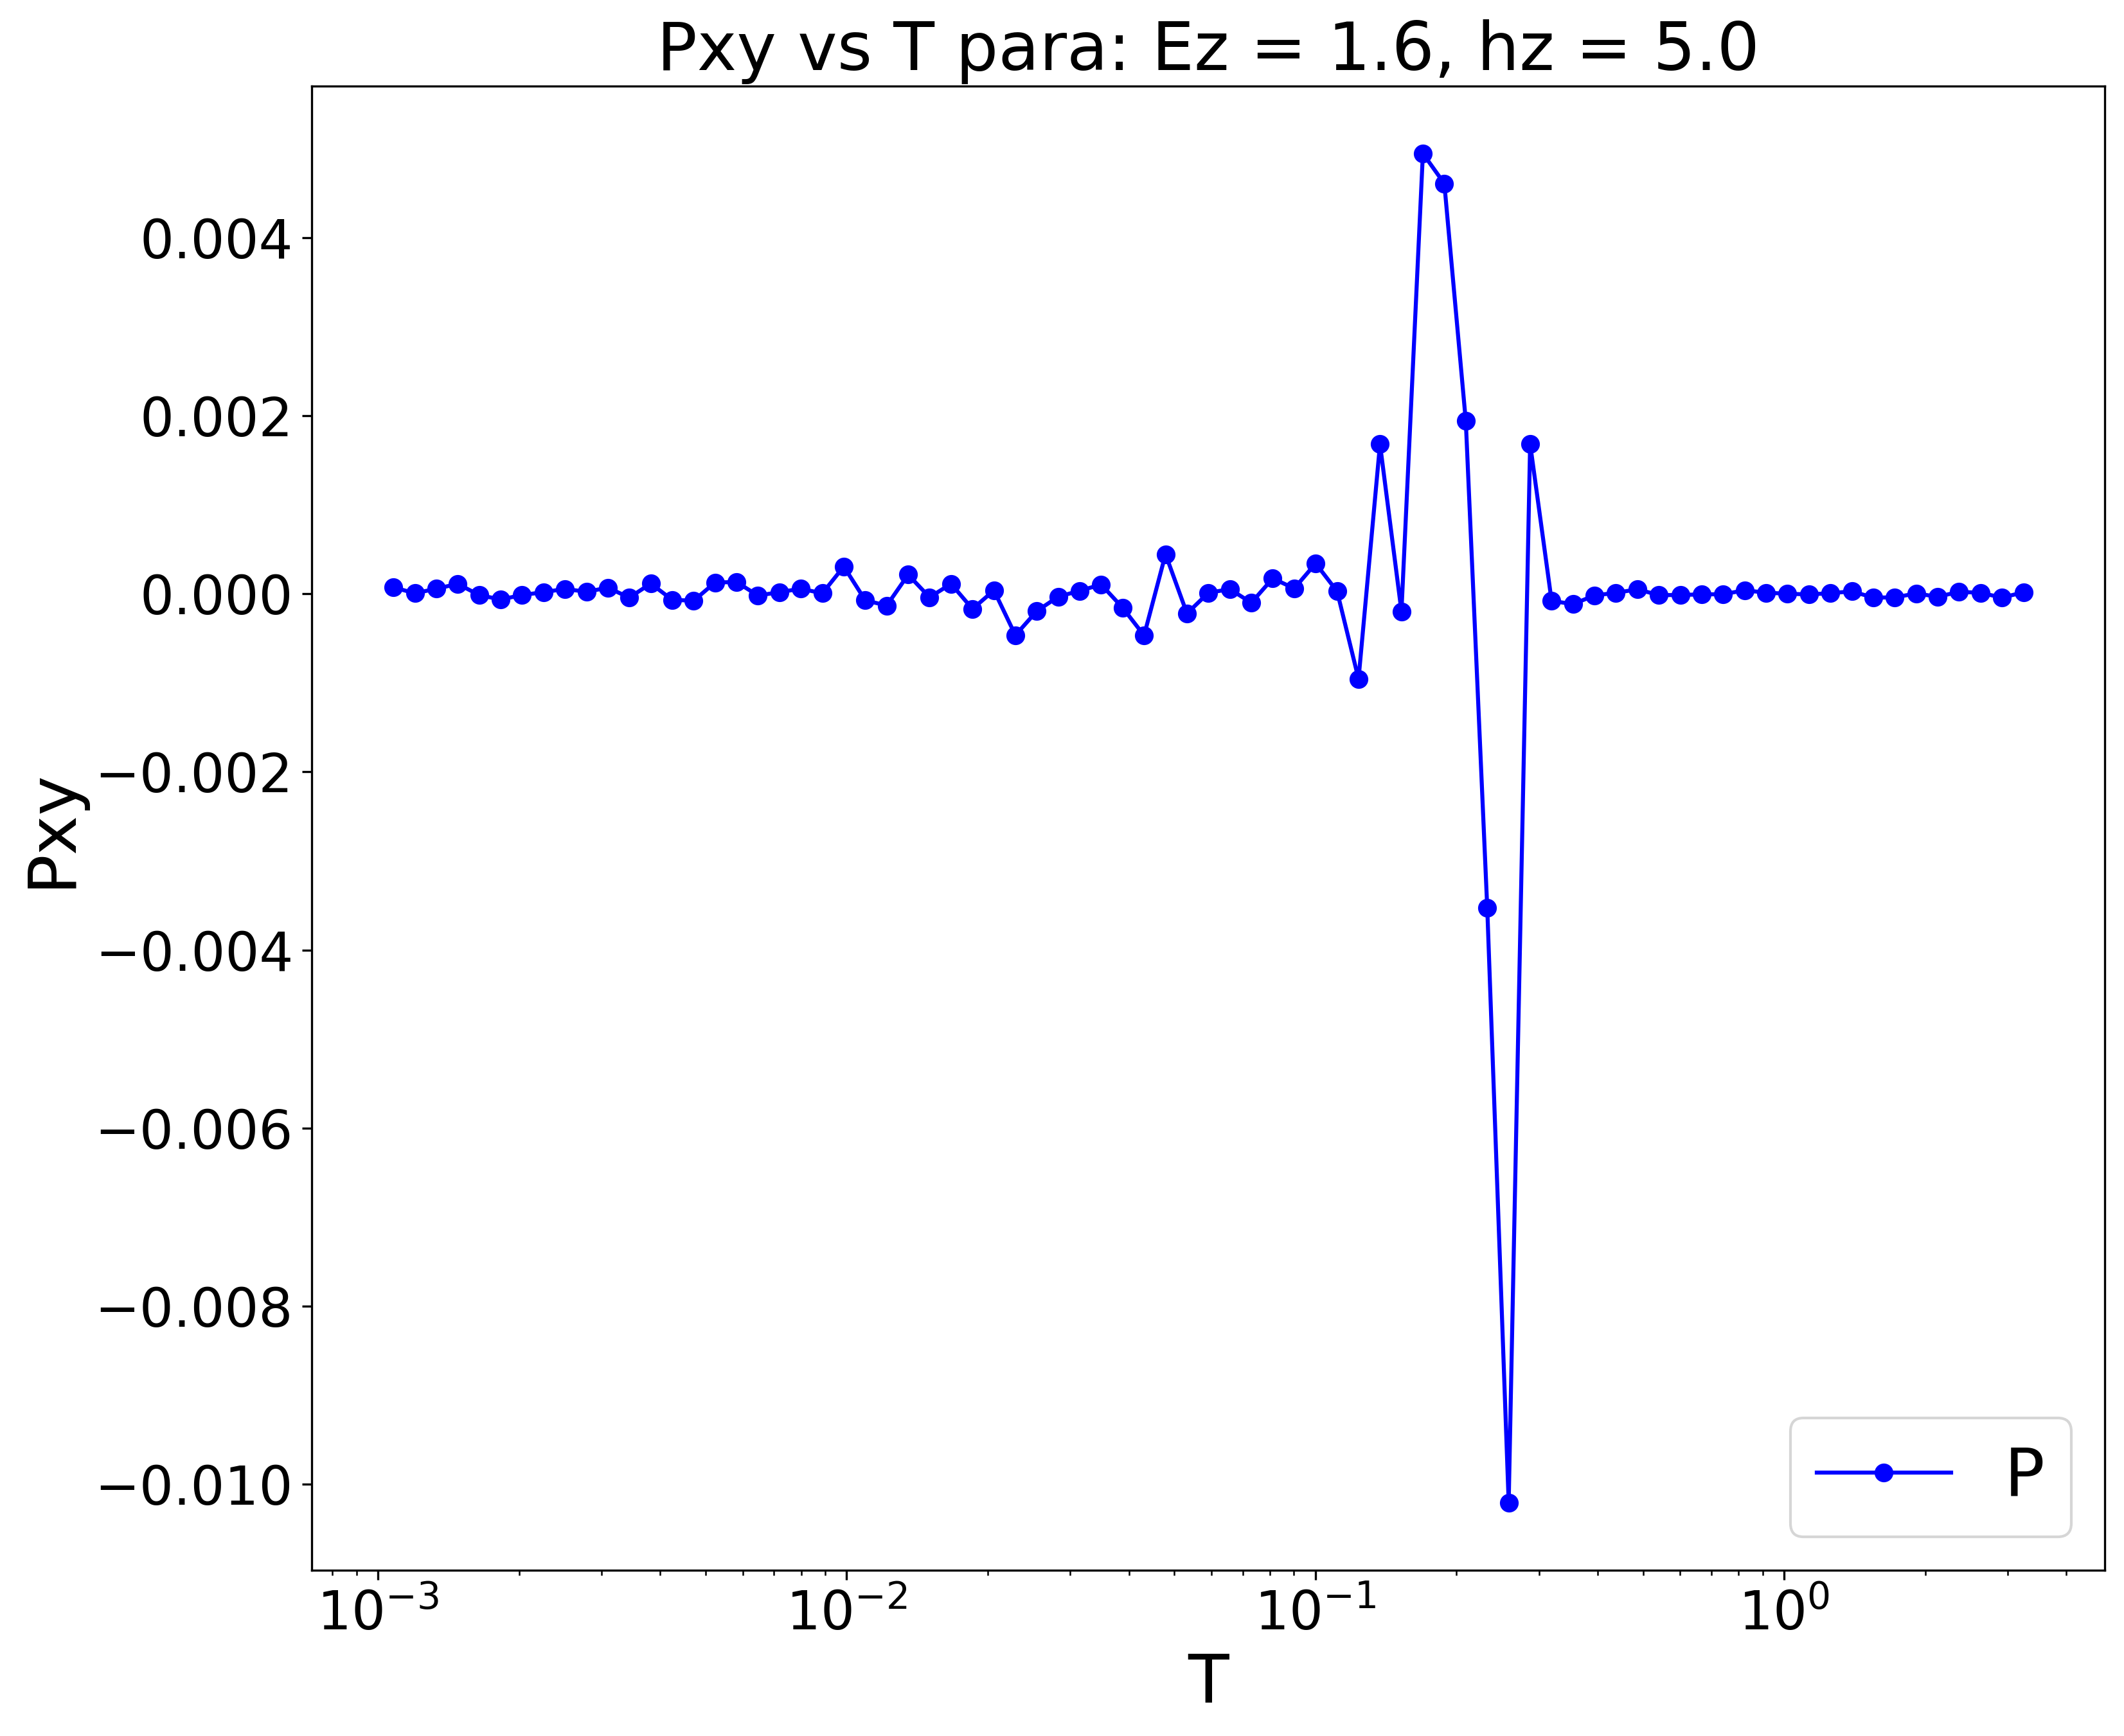 Pxy vs T para: Ez = 1.6, hz = 5.0
0.004
0.002
0.000
−0.002
−0.004
−0.006
−0.008
−0.010
Pxy
P
10⁻³ 10⁻² 10⁻¹ 10⁰
T